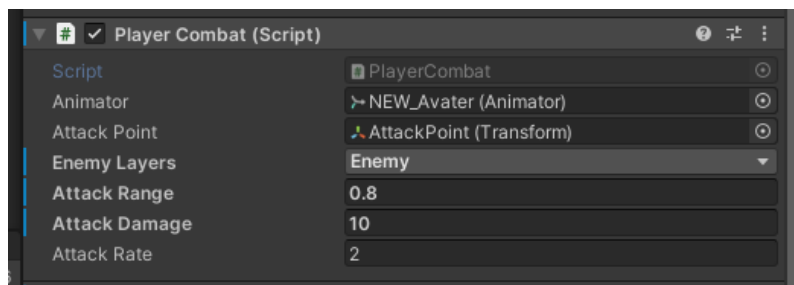 # Player Combat (Script)
Script # PlayerCombat
Animator NEW_Avater (Animator)
Attack Point AttackPoint (Transform)
Enemy Layers Enemy
Attack Range 0.8
Attack Damage 10
Attack Rate 2